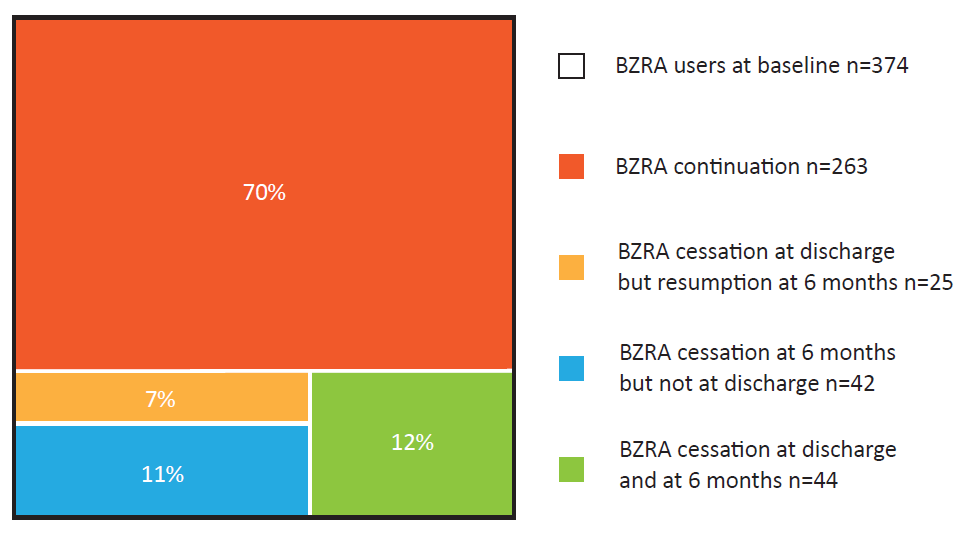 70%
7%
11%
12%
BZRA users at baseline n=374
BZRA continuation n=263
BZRA cessation at discharge
but resumption at 6 months n=25
BZRA cessation at 6 months
but not at discharge n=42
BZRA cessation at discharge
and at 6 months n=44